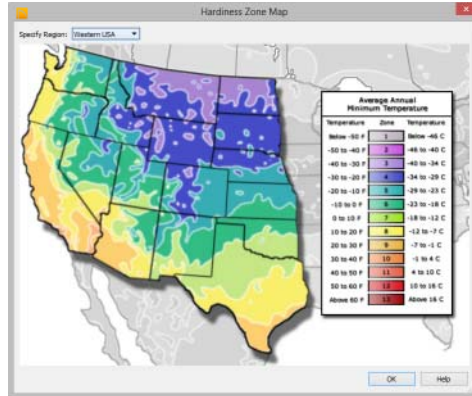 Hardiness Zone Map
Specify Region: Western USA
Average Annual
Minimum Temperature
Temperature Zone Temperature
Below -50 F 1 Below -46 C
-50 to -40 F 2 -46 to -40 C
-40 to -30 F 3 -40 to -34 C
-30 to -20 F 4 -34 to -29 C
-20 to -10 F 5 -29 to -23 C
-10 to 0 F 6 -23 to -18 C
0 to 10 F 7 -18 to -12 C
10 to 20 F 8 -12 to -7 C
20 to 30 F 9 -7 to -1 C
30 to 40 F 10 -1 to 4 C
40 to 50 F 11 4 to 10 C
50 to 60 F 12 10 to 16 C
Above 60 F 13 Above 16 C
OK Help